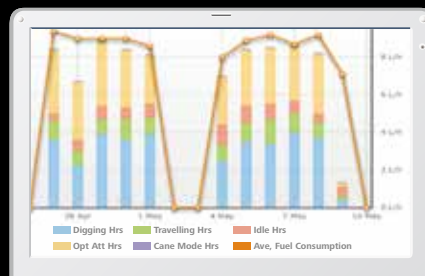 28 Apr 1 May 4 May 7 May 10 May
Digging Hrs Travelling Hrs Idle Hrs
Opt Att Hrs Cane Mode Hrs Ave, Fuel Consumption